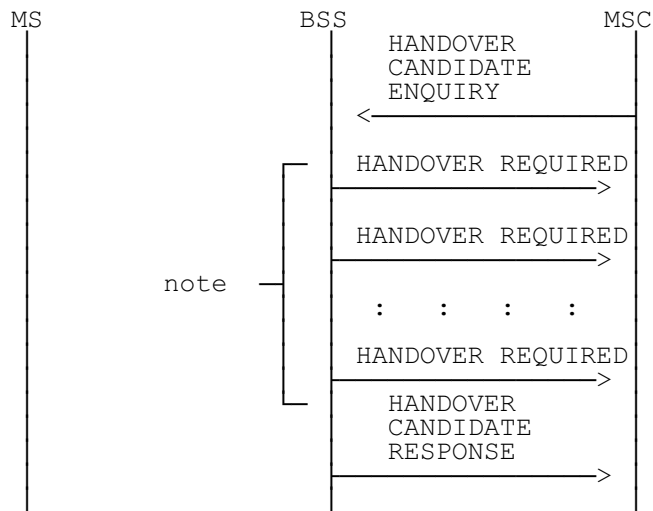 MS BSS MSC
HANDOVER
CANDIDATE
ENQUIRY
HANDOVER REQUIRED
HANDOVER REQUIRED
note
: : : :
HANDOVER REQUIRED
HANDOVER
CANDIDATE
RESPONSE